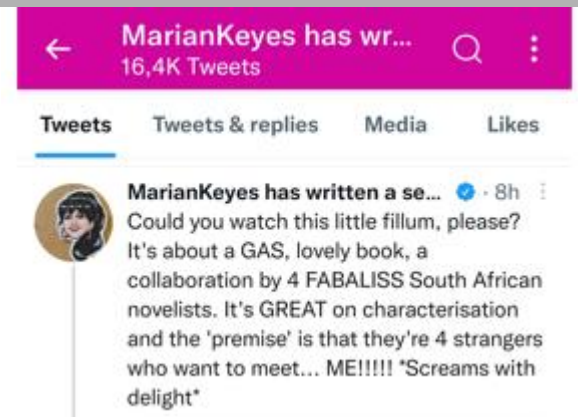 MarianKeyes has wr...
16,4K Tweets
Tweets Tweets & replies Media Likes
MarianKeyes has written a se... · 8h
Could you watch this little fillum, please?
It's about a GAS, lovely book, a
collaboration by 4 FABALISS South African
novelists. It's GREAT on characterisation
and the 'premise' is that they're 4 strangers
who want to meet... ME!!!!! *Screams with
delight*